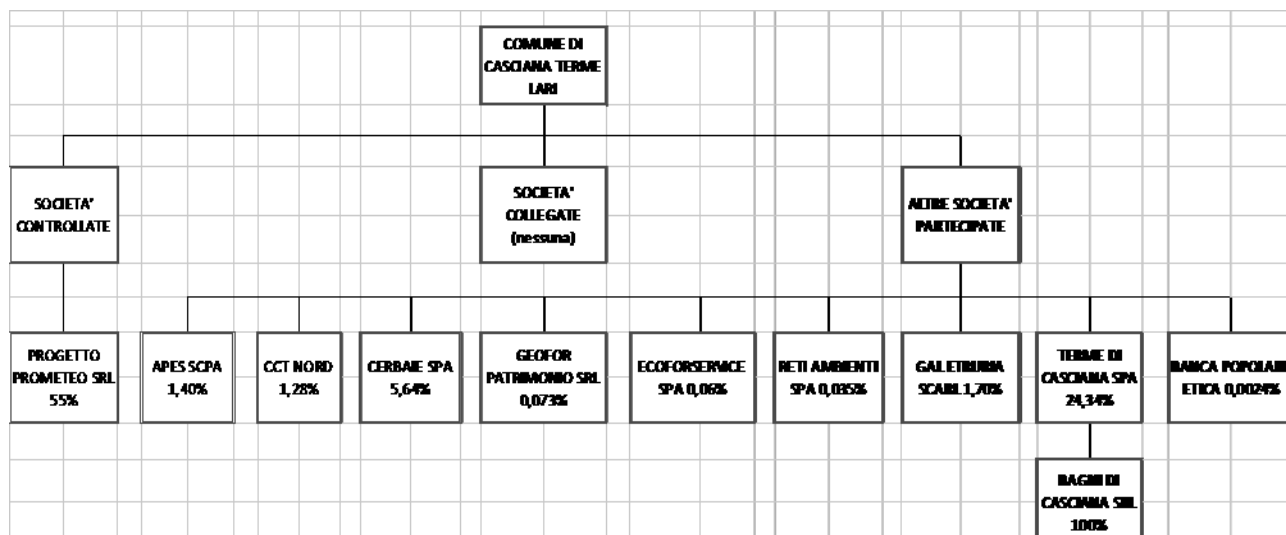 COMUNE DI
CASCIANA TERME
LARI
SOCIETA'
CONTROLLATE
SOCIETA'
COLLEGATE
(nessuna)
ALTRE SOCIETA'
PARTECIPATE
PROGETTO
PROMETEO SRL
55%
APES SCPA
1,40%
CCT NORD
1,28%
CERBAIE SPA
5,64%
GEOFOR
PATRIMONIO SRL
0,073%
ECOFORSERVICE
SPA 0,06%
RETI AMBIENTI
SPA 0,035%
GAL ETRURIA
SCARL 1,70%
TERME DI
CASCIANA SPA
24,34%
BANCA POPOLARE
ETICA 0,0024%
BAGNI DI
CASCIANA SRL
100%